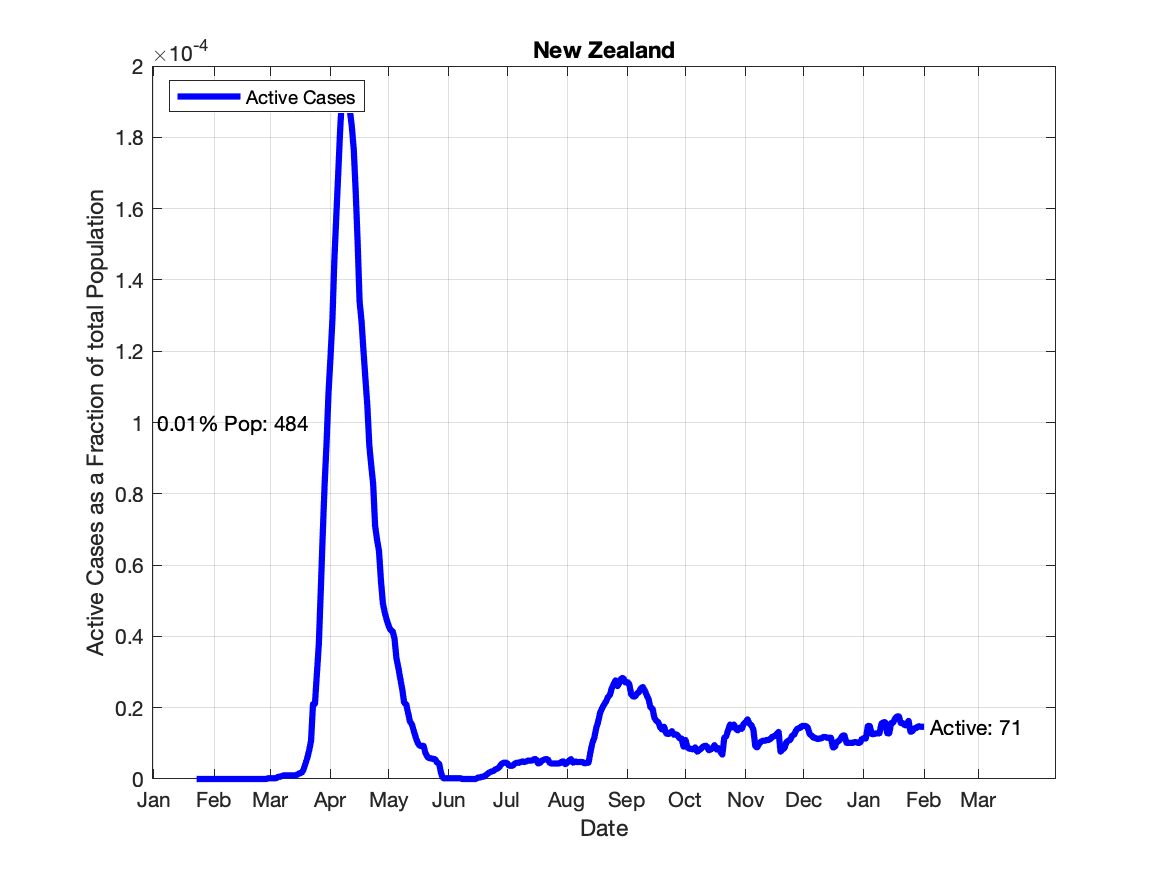 New Zealand
×10-4
Active Cases
2
1.8
1.6
1.4
1.2
1
0.8
0.6
0.4
0.2
0
0.01% Pop: 484
Active: 71
Active Cases as a Fraction of total Population
Jan Feb Mar Apr May Jun Jul Aug Sep Oct Nov Dec Jan Feb Mar
Date